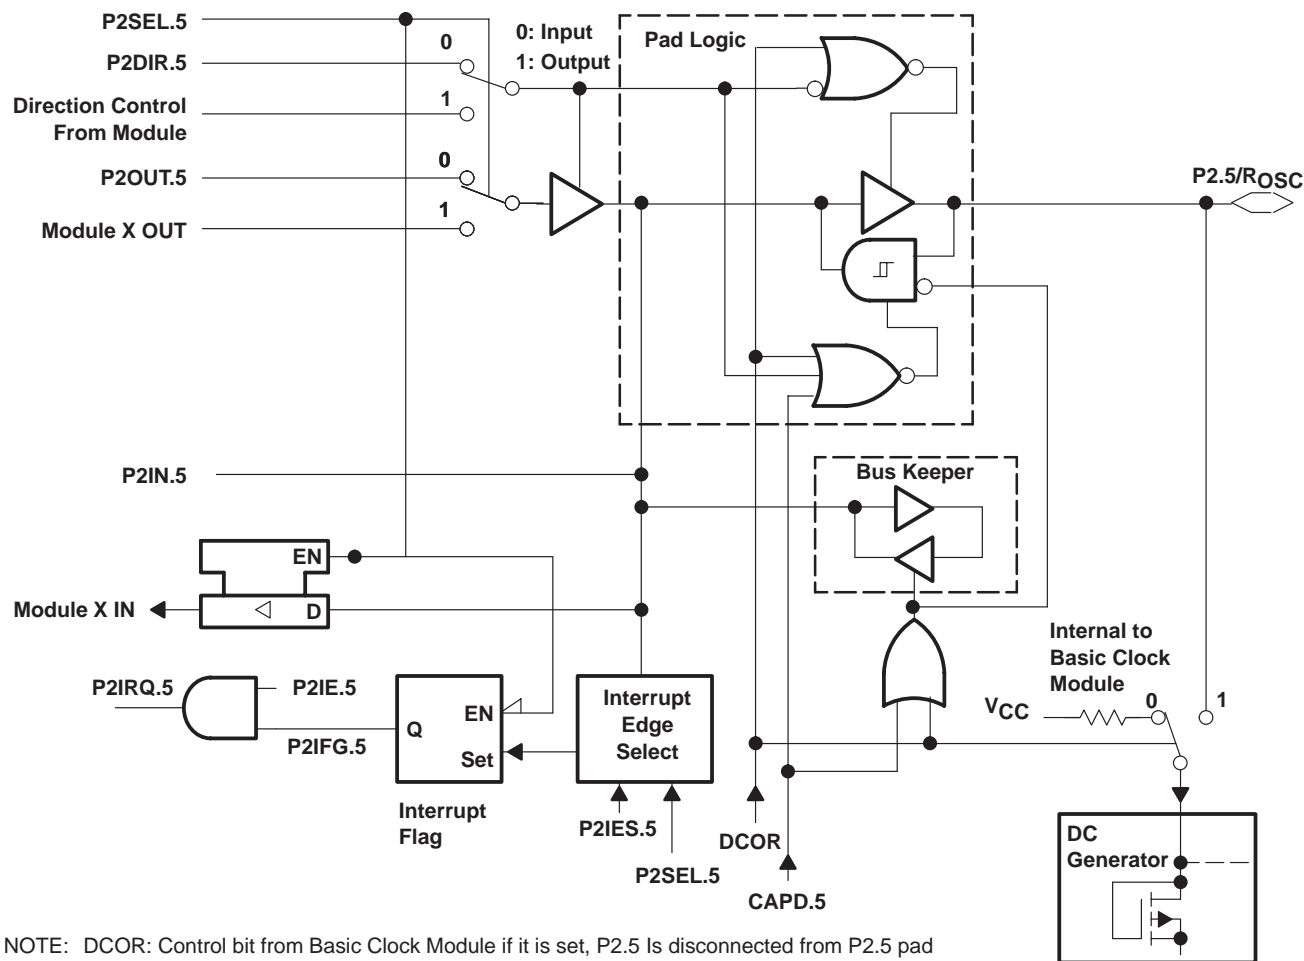 P2SEL.5
P2DIR.5
Direction Control
From Module
P2OUT.5
Module X OUT
0
1
0
1
0: Input
1: Output
Pad Logic
P2.5/ROSC
P2IN.5
Bus Keeper
EN
D
Module X IN
P2IRQ.5
P2IE.5
P2IFG.5
Q
EN
Set
Interrupt
Flag
Interrupt
Edge
Select
P2IES.5
P2SEL.5
DCOR
CAPD.5
Internal to
Basic Clock
Module
VCC
0
1
DC
Generator
NOTE: DCOR: Control bit from Basic Clock Module if it is set, P2.5 Is disconnected from P2.5 pad